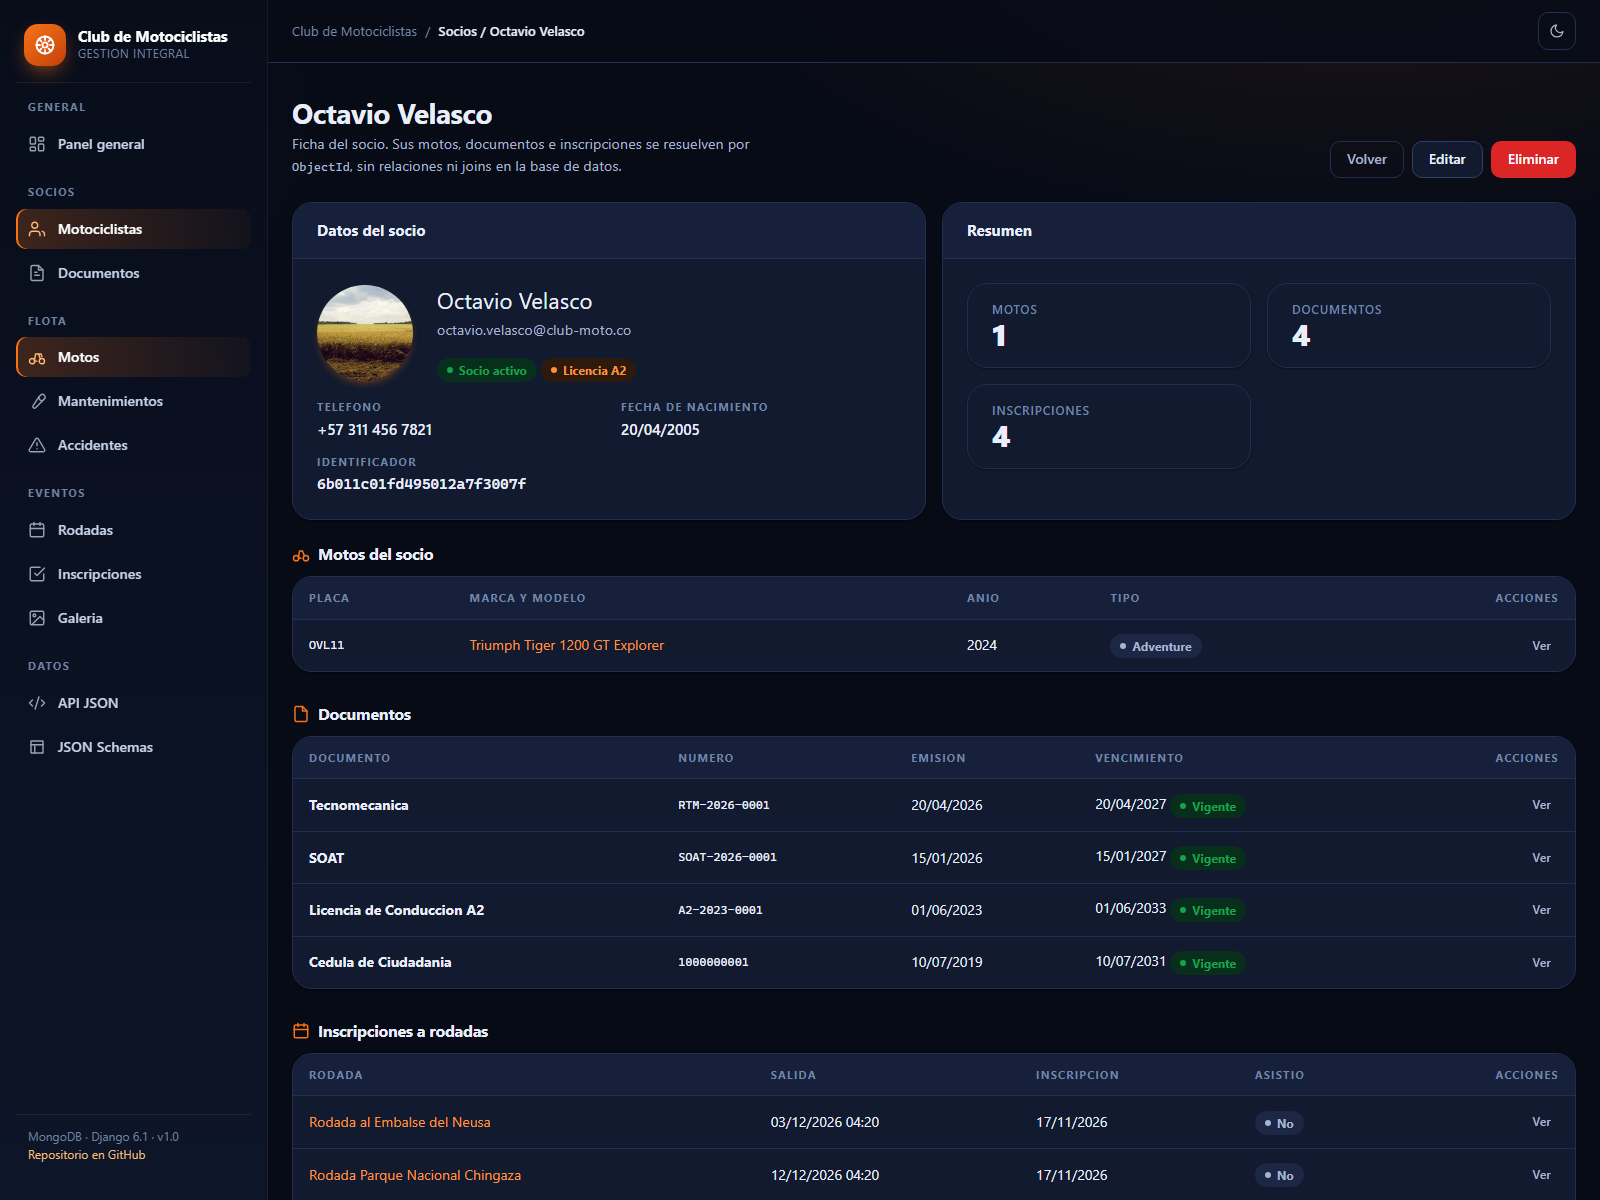 Club de Motociclistas
GESTION INTEGRAL
GENERAL
Panel general
SOCIOS
Motociclistas
Documentos
FLOTA
Motos
Mantenimientos
Accidentes
EVENTOS
Rodadas
Inscripciones
Galeria
DATOS
API JSON
JSON Schemas
MongoDB · Django 6.1 · v1.0
Repositorio en GitHub
Club de Motociclistas / Socios / Octavio Velasco
Octavio Velasco
Ficha del socio. Sus motos, documentos e inscripciones se resuelven por
ObjectId, sin relaciones ni joins en la base de datos.
Volver Editar Eliminar
Datos del socio
Octavio Velasco
octavio.velasco@club-moto.co
Socio activo Licencia A2
TELEFONO FECHA DE NACIMIENTO
+57 311 456 7821 20/04/2005
IDENTIFICADOR
6b011c01fd495012a7f3007f
Resumen
MOTOS DOCUMENTOS
1 4
INSCRIPCIONES
4
Motos del socio
PLACA MARCA Y MODELO ANIO TIPO ACCIONES
OVL11 Triumph Tiger 1200 GT Explorer 2024 Adventure Ver
Documentos
DOCUMENTO NUMERO EMISION VENCIMIENTO ACCIONES
Tecnomecanica RTM-2026-0001 20/04/2026 20/04/2027 Vigente Ver
SOAT SOAT-2026-0001 15/01/2026 15/01/2027 Vigente Ver
Licencia de Conduccion A2 A2-2023-0001 01/06/2023 01/06/2033 Vigente Ver
Cedula de Ciudadania 1000000001 10/07/2019 10/07/2031 Vigente Ver
Inscripciones a rodadas
RODADA SALIDA INSCRIPCION ASISTIO ACCIONES
Rodada al Embalse del Neusa 03/12/2026 04:20 17/11/2026 No Ver
Rodada Parque Nacional Chingaza 12/12/2026 04:20 17/11/2026 No Ver